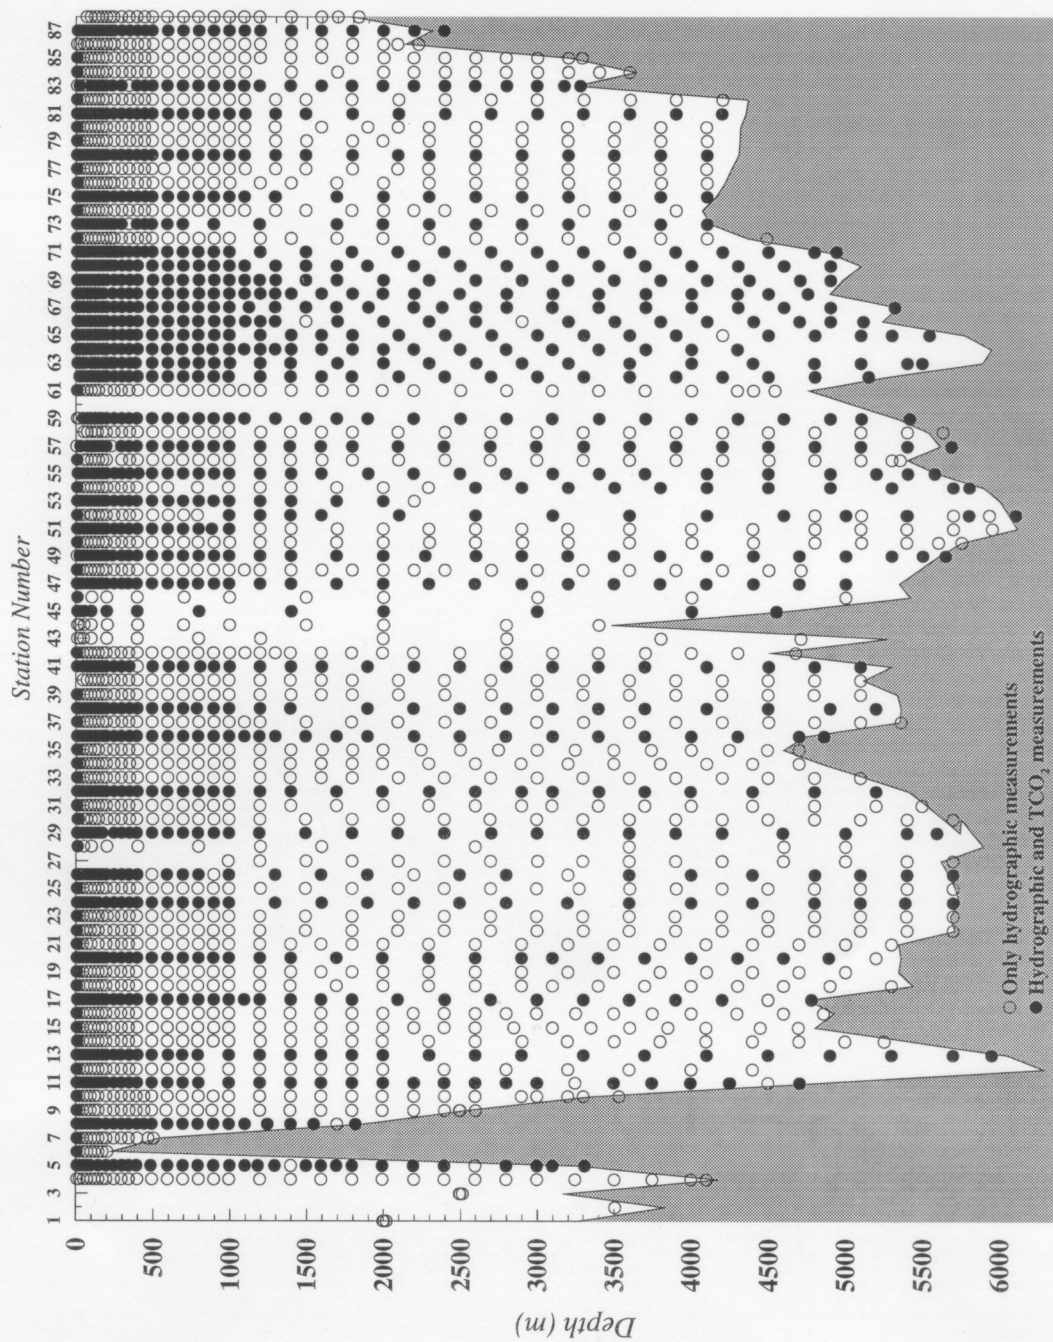 Station Number
1 3 5 7 9 11 13 15 17 19 21 23 25 27 29 31 33 35 37 39 41 43 45 47 49 51 53 55 57 59 61 63 65 67 69 71 73 75 77 79 81 83 85 87
0
500
1000
1500
2000
2500
3000
3500
4000
4500
5000
5500
6000
Depth (m)
Only hydrographic measurements
Hydrographic and TCO₂ measurements